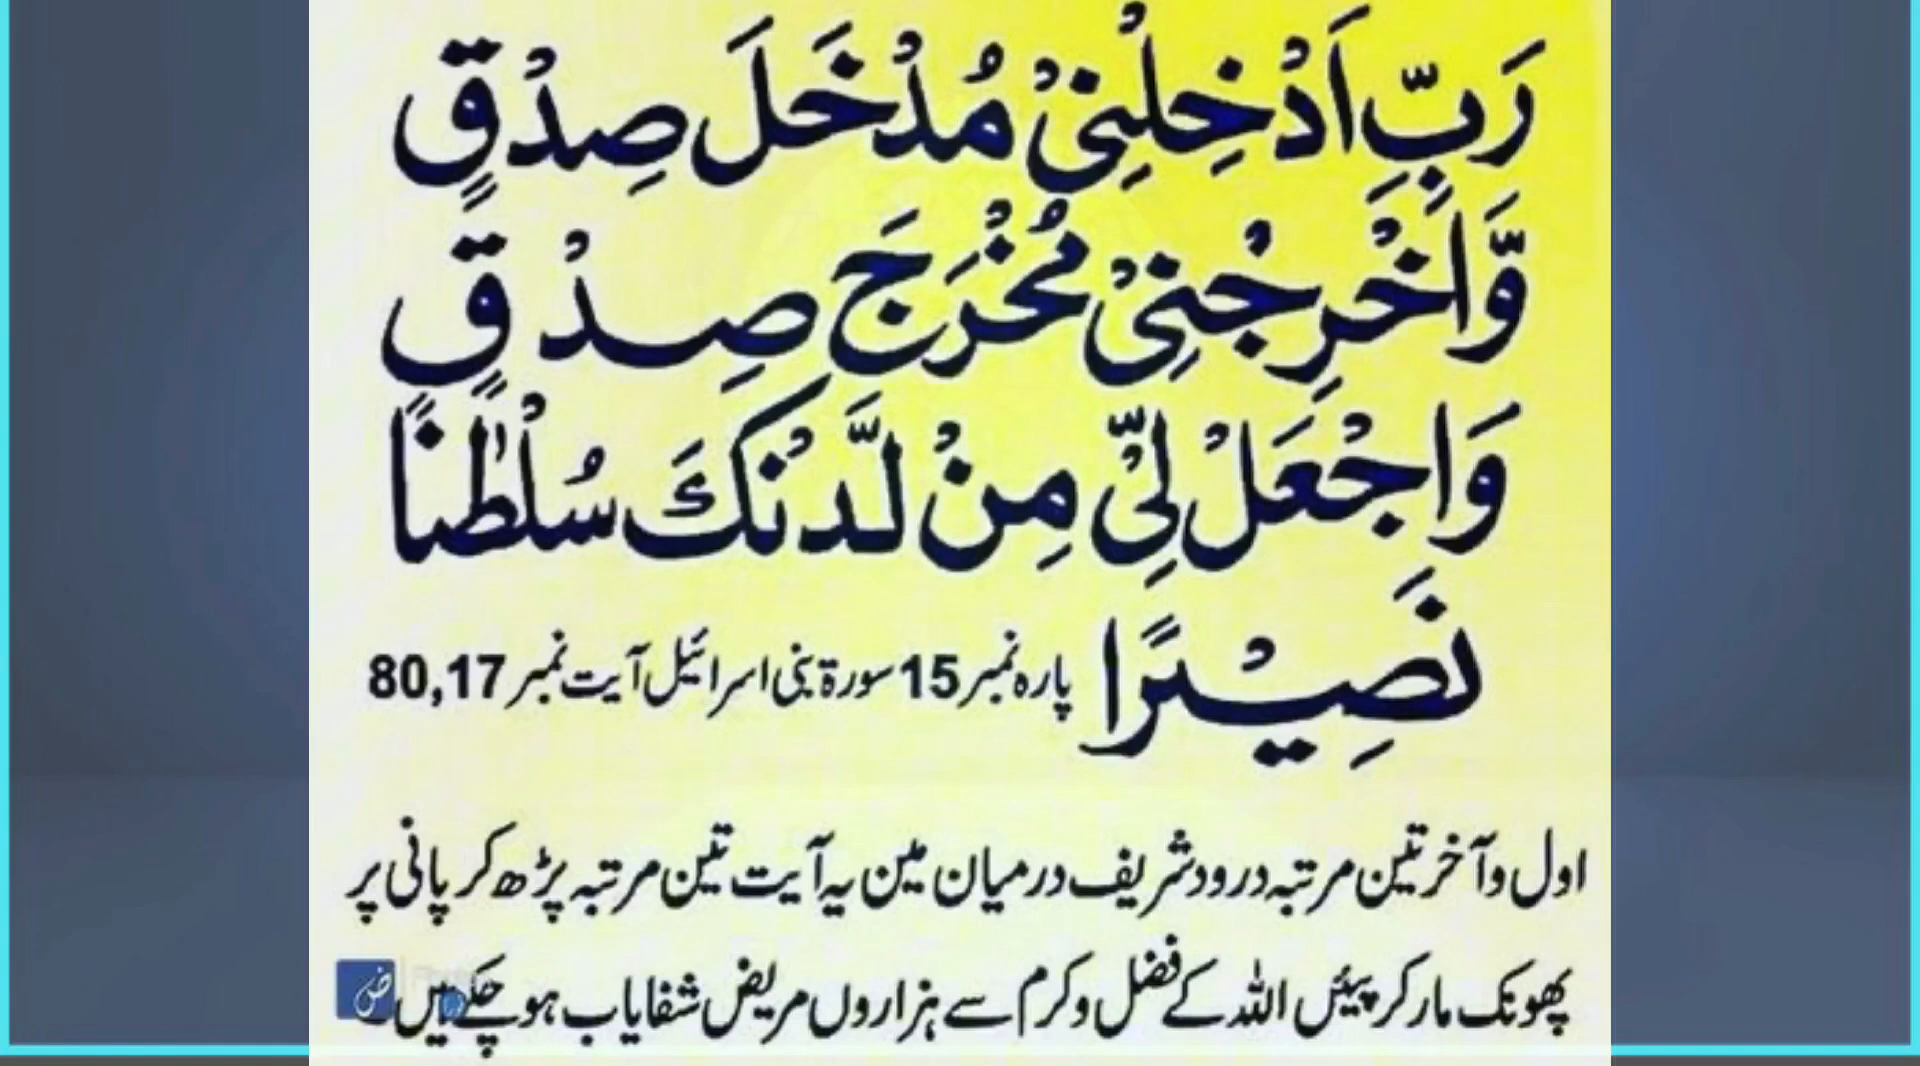 رَبِّ اَدْخِلْنِیْ مُدْخَلَ صِدْقٍ
وَّاَخْرِجْنِیْ مُخْرَجَ صِدْقٍ
وَاجْعَلْ لِّیْ مِنْ لَّدُنْكَ سُلْطٰنًا
نَصِیْرًا پارہ نمبر 15 سورۃ بنی اسرائیل آیت نمبر 80,17
اول و آخر تین مرتبہ درود شریف درمیان مین یہ آیت تین مرتبہ پڑھ کر پانی پر
پھونک مار کر پیئیں اللہ کے فضل و کرم سے ہزاروں مریض شفایاب ہو چکے ہیں
ض